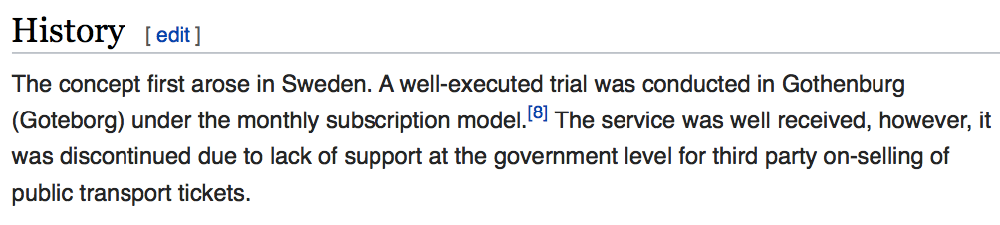 History [ edit ]
The concept first arose in Sweden. A well-executed trial was conducted in Gothenburg
(Goteborg) under the monthly subscription model.[8] The service was well received, however, it
was discontinued due to lack of support at the government level for third party on-selling of
public transport tickets.